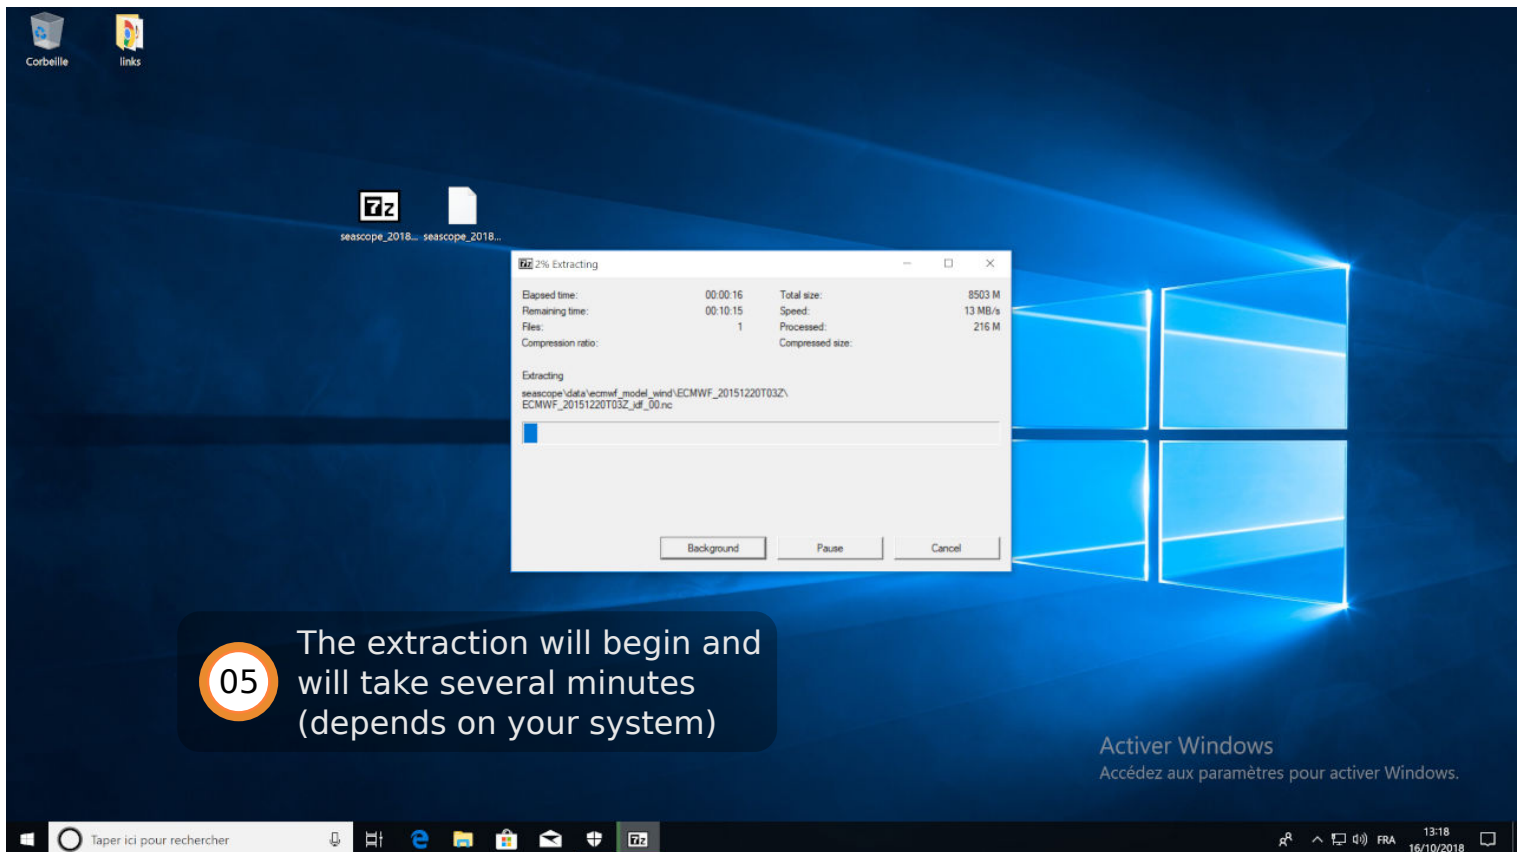 Corbeille
links
7z
seascope_2018...
seascope_2018...
7z 2% Extracting
Elapsed time: 00:00:16 Total size: 8503 M
Remaining time: 00:10:15 Speed: 13 MB/s
Files: 1 Processed: 216 M
Compression ratio: Compressed size:
Extracting
seascope\data\ecmwf_model_wind\ECMWF_20151220T03Z\
ECMWF_20151220T03Z_idf_00.nc
Background Pause Cancel
05
The extraction will begin and
will take several minutes
(depends on your system)
Activer Windows
Accédez aux paramètres pour activer Windows.
Taper ici pour rechercher
7z
FRA
13:18
16/10/2018